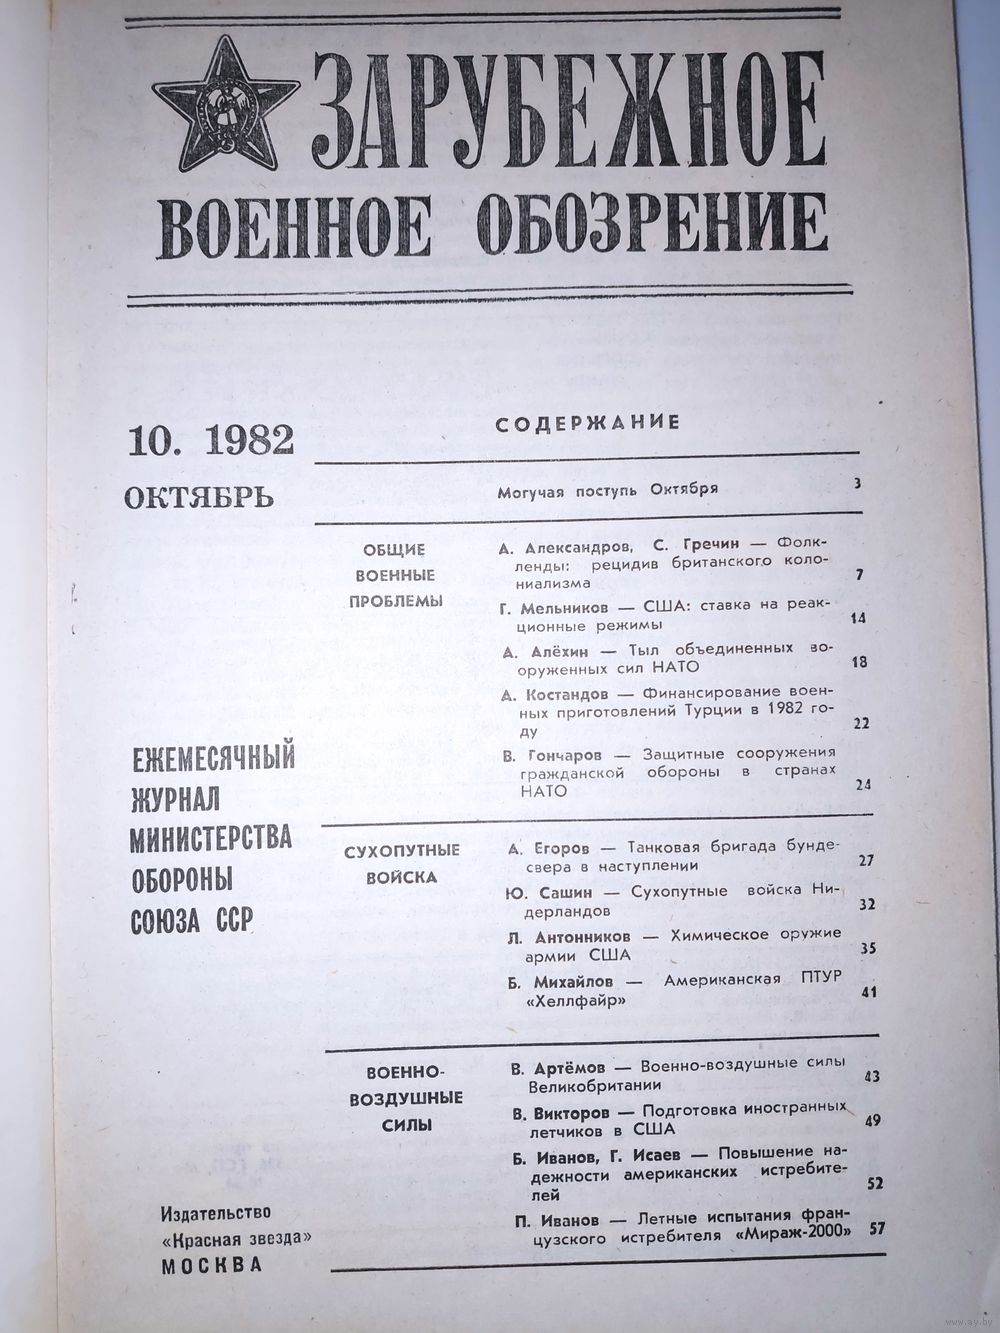 ЗАРУБЕЖНОЕ
ВОЕННОЕ ОБОЗРЕНИЕ
10. 1982
ОКТЯБРЬ
СОДЕРЖАНИЕ
Могучая поступь Октября 3
ОБЩИЕ
ВОЕННЫЕ
ПРОБЛЕМЫ
А. Александров, С. Гречин — Фолк-
ленды: рецидив британского коло-
ниализма 7
Г. Мельников — США: ставка на реак-
ционные режимы 14
А. Алёхин — Тыл объединенных во-
оруженных сил НАТО 18
А. Костандов — Финансирование воен-
ных приготовлений Турции в 1982 го-
ду 22
В. Гончаров — Защитные сооружения
гражданской обороны в странах
НАТО 24
ЕЖЕМЕСЯЧНЫЙ
ЖУРНАЛ
МИНИСТЕРСТВА
ОБОРОНЫ
СОЮЗА ССР
СУХОПУТНЫЕ
ВОЙСКА
А. Егоров — Танковая бригада бунде-
свера в наступлении 27
Ю. Сашин — Сухопутные войска Ни-
дерландов 32
Л. Антонников — Химическое оружие
армии США 35
Б. Михайлов — Американская ПТУР
«Хеллфайр» 41
ВОЕННО-
ВОЗДУШНЫЕ
СИЛЫ
В. Артёмов — Военно-воздушные силы
Великобритании 43
В. Викторов — Подготовка иностранных
летчиков в США 49
Б. Иванов, Г. Исаев — Повышение на-
дежности американских истребите-
лей 52
П. Иванов — Летные испытания фран-
цузского истребителя «Мираж-2000» 57
Издательство
«Красная звезда»
МОСКВА
www.ay.by